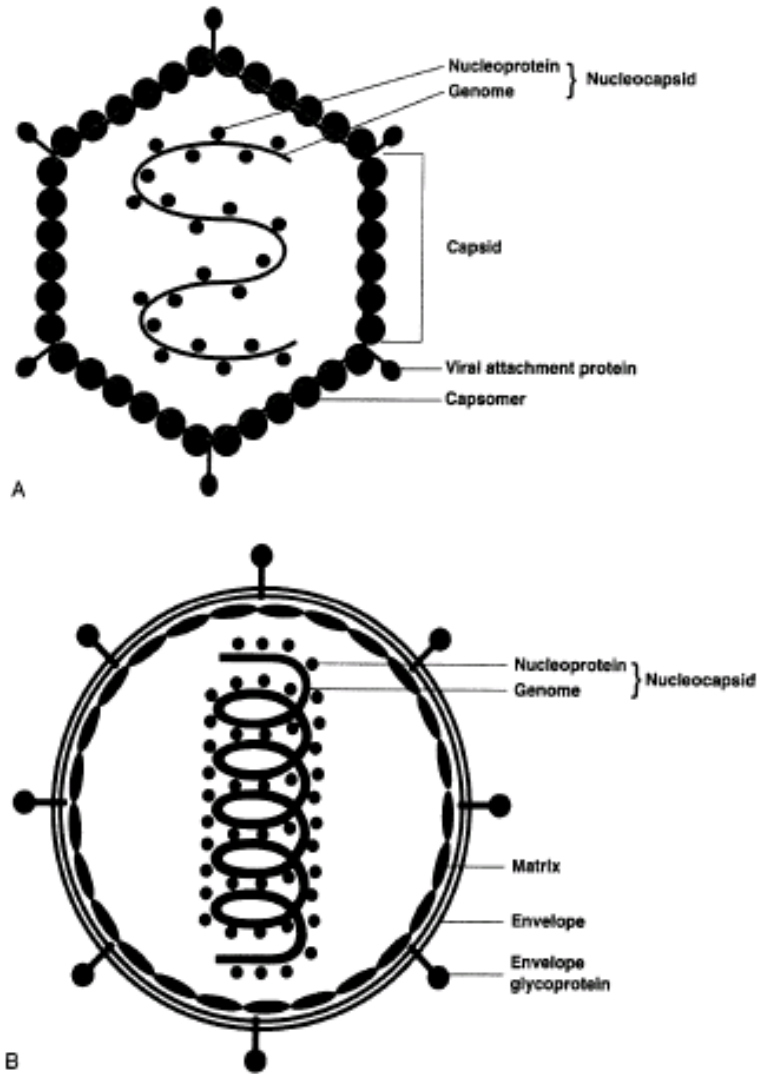 Nucleoprotein } Nucleocapsid
Genome
Capsid
Viral attachment protein
Capsomer
A
Nucleoprotein } Nucleocapsid
Genome
Matrix
Envelope
Envelope
glycoprotein
B